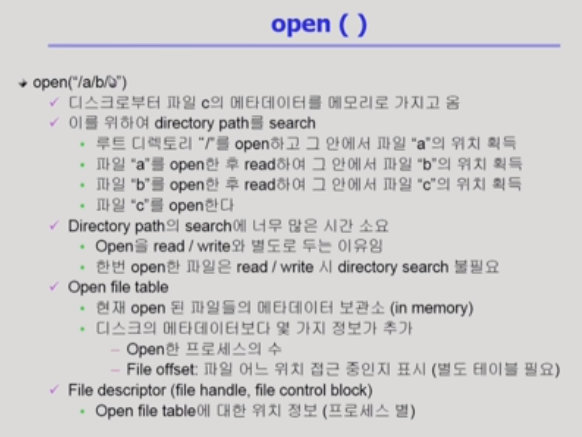 open ( )
open("/a/b/c")
디스크로부터 파일 c의 메타데이터를 메모리로 가지고 옴
이를 위하여 directory path를 search
루트 디렉토리 "/"를 open하고 그 안에서 파일 "a"의 위치 획득
파일 "a"를 open한 후 read하여 그 안에서 파일 "b"의 위치 획득
파일 "b"를 open한 후 read하여 그 안에서 파일 "c"의 위치 획득
파일 "c"를 open한다
Directory path의 search에 너무 많은 시간 소요
Open을 read / write와 별도로 두는 이유임
한번 open한 파일은 read / write 시 directory search 불필요
Open file table
현재 open 된 파일들의 메타데이터 보관소 (in memory)
디스크의 메타데이터보다 몇 가지 정보가 추가
Open한 프로세스의 수
File offset: 파일 어느 위치 접근 중인지 표시 (별도 테이블 필요)
File descriptor (file handle, file control block)
Open file table에 대한 위치 정보 (프로세스 별)